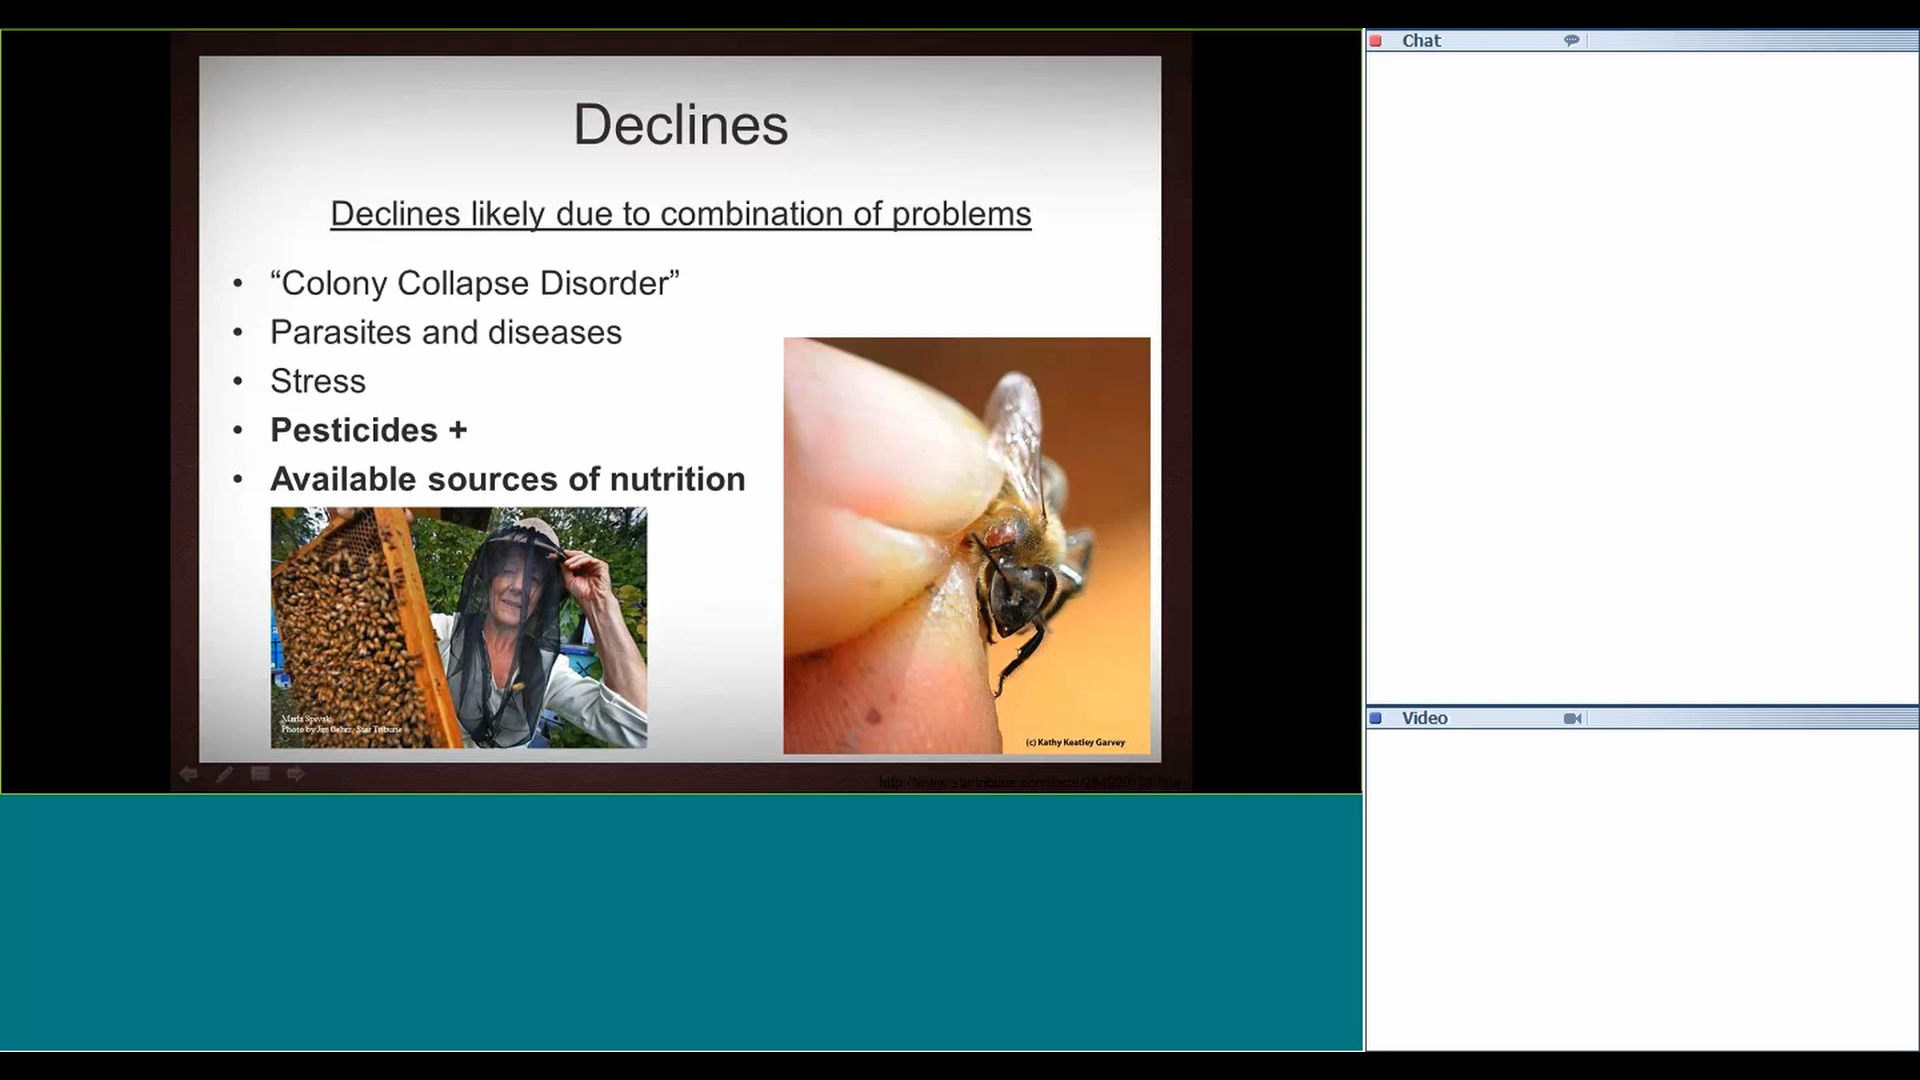 Chat
Declines
Declines likely due to combination of problems
• “Colony Collapse Disorder”
• Parasites and diseases
• Stress
• Pesticides +
• Available sources of nutrition
Marla Spivak
Photo by Jim Gehrz, Star Tribune
(c) Kathy Keatley Garvey
Video